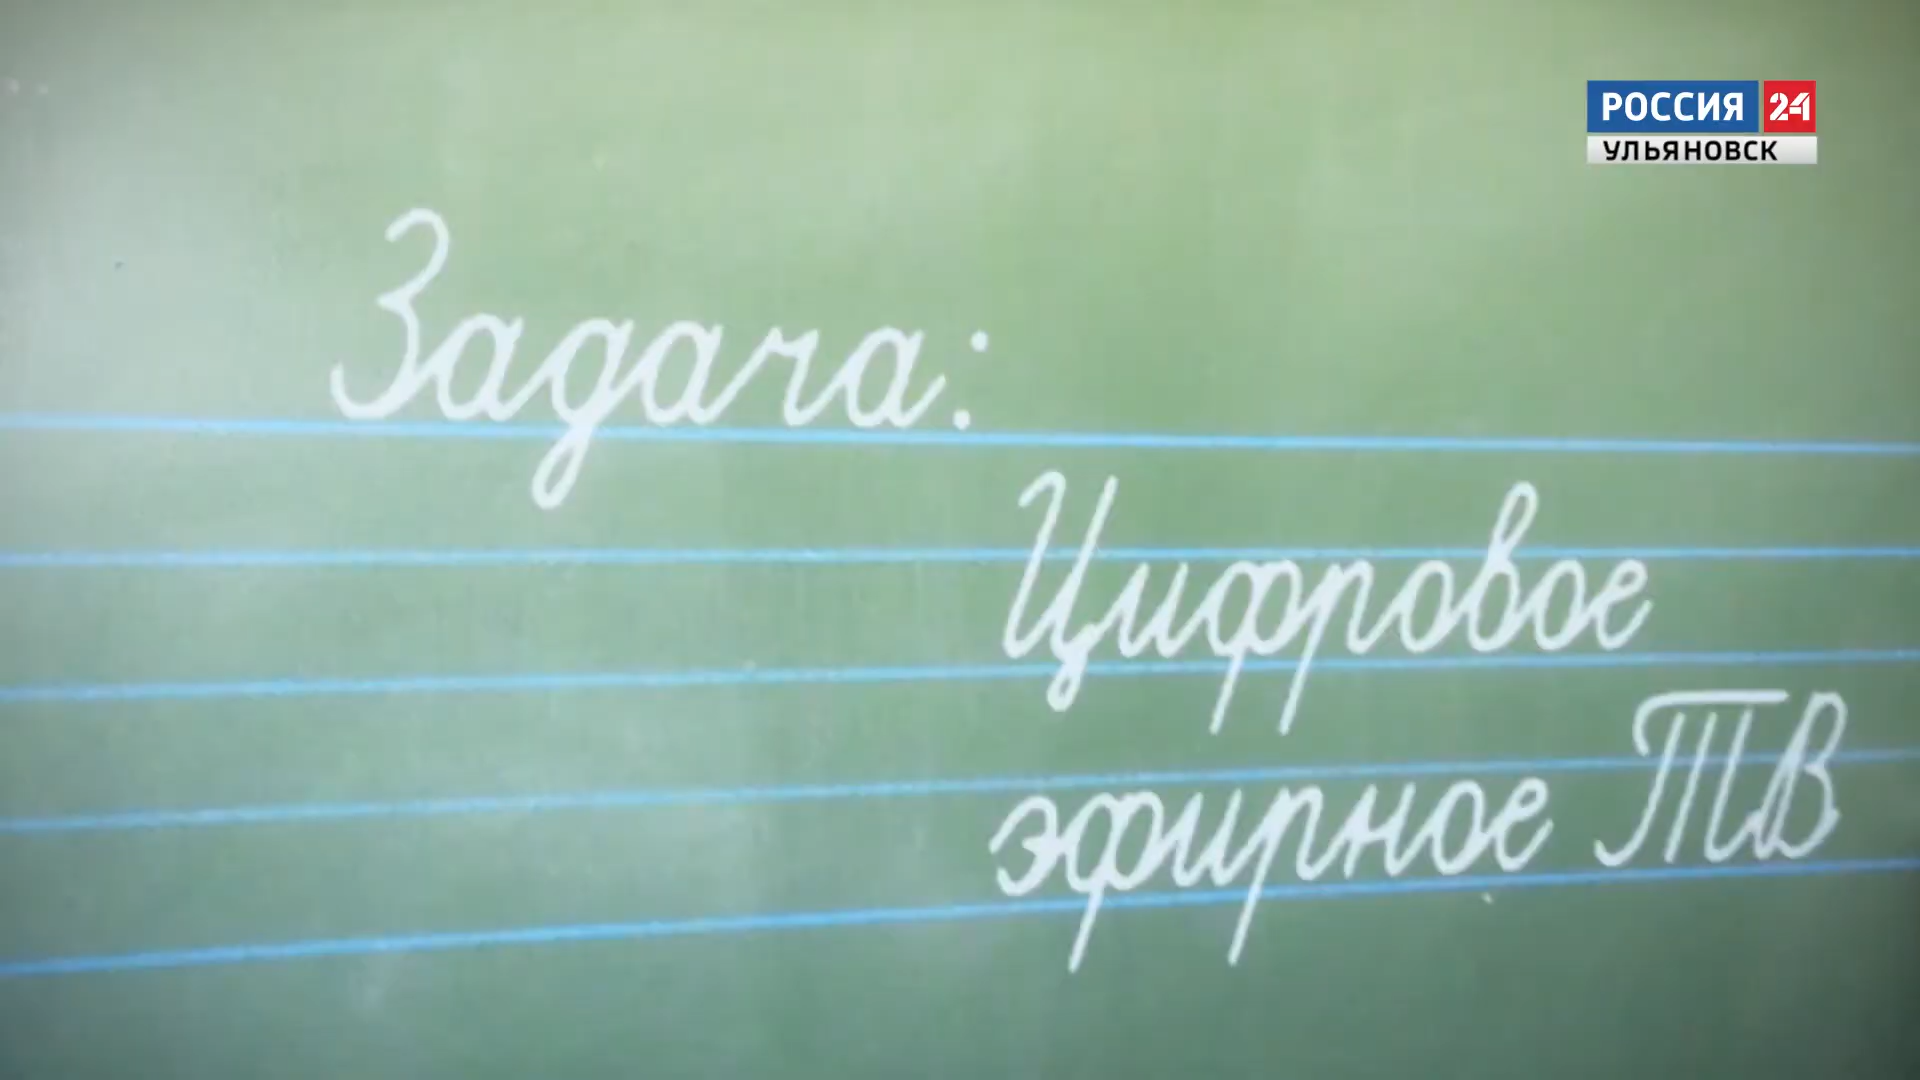 РОССИЯ 24
УЛЬЯНОВСК
Задача:
Цифровое
эфирное ТВ